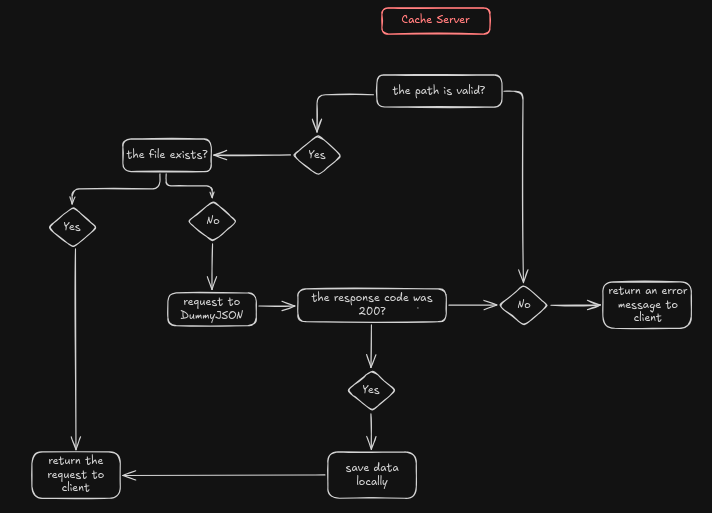 Cache Server
the path is valid?
the file exists?
Yes
Yes
No
request to
DummyJSON
the response code was
200?
No
return an error
message to
client
Yes
return the
request to
client
save data
locally